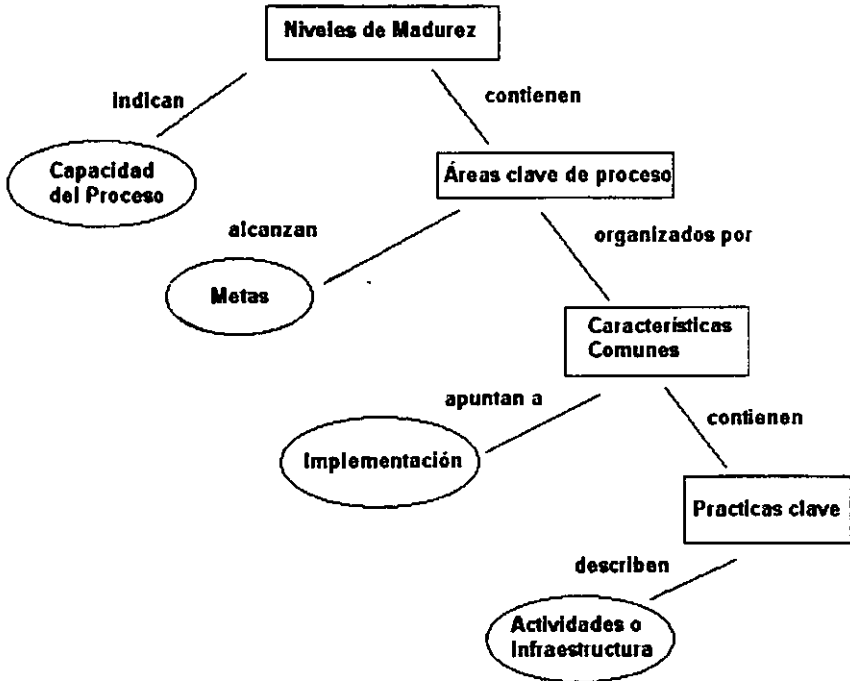 Niveles de Madurez
indican
contienen
Capacidad
del Proceso
Áreas clave de proceso
alcanzan
organizados por
Metas
Características
Comunes
apuntan a
contienen
Implementación
Practicas clave
describen
Actividades o
Infraestructura